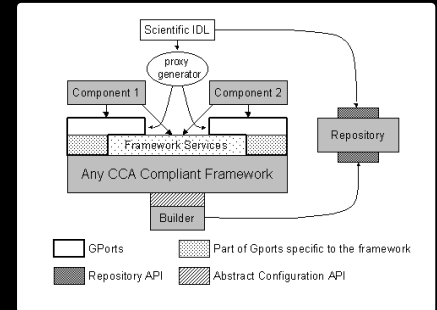 Scientific IDL
proxy
generator
Component 1
Component 2
Repository
Framework Services
Any CCA Compliant Framework
Builder
GPorts
Part of Gports specific to the framework
Repository API
Abstract Configuration API